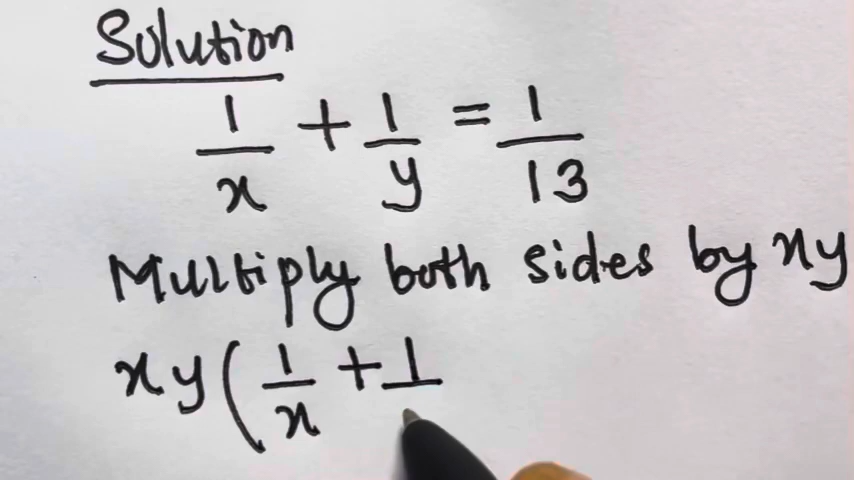 Solution
1/x + 1/y = 1/13
Multiply both sides by xy
xy(1/x + 1